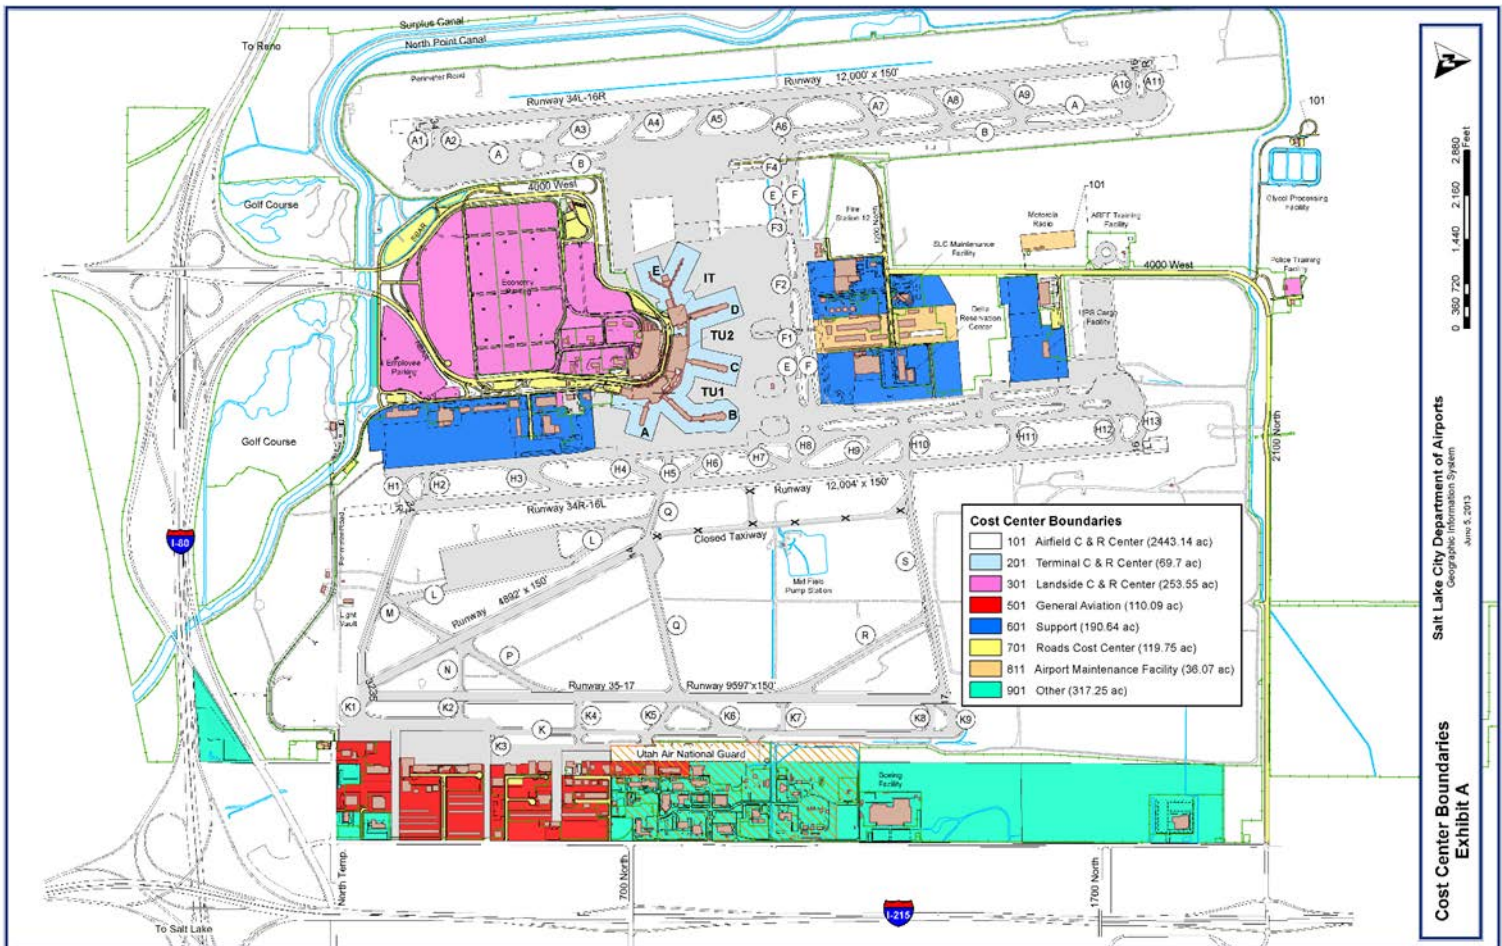 Surplus Canal
North Point Canal
To Reno
Perimeter Road
Runway 34L-16R
Runway 12,000' x 150'
16
R
A10
A11
A9
A8
A7
A
B
A6
A5
A4
A3
A2
A1
A
B
101
F4
E
F
F3
F2
F1
E
F
4000 West
Golf Course
Fire
Station 12
1200 North
101
Motorola
Radio
ARFF Training
Facility
SLC Maintenance
Facility
4000 West
Glycol Processing
Facility
Police Training
Facility
Delta
Reservation
Center
UPS Cargo
Facility
Economy
Parking
Employee
Parking
E
IT
D
TU2
C
TU1
B
A
Golf Course
2100 North
H1
H2
H3
H4
H5
H6
H7
H8
H9
H10
H11
H12
H13
16
L
Runway 34R-16L
Runway 12,004' x 150'
Closed Taxiway
Q
L
L
M
N
P
Q
R
S
Runway 4892' x 150'
Light
Vault
Mid Field
Pump Station
Runway 35-17
Runway 9597'x150'
17
K1
K2
K3
K
K4
K5
K6
K7
K8
K9
Utah Air National Guard
Boeing
Facility
I-80
I-215
North Temp.
700 North
1700 North
To Salt Lake
Cost Center Boundaries
101 Airfield C & R Center (2443.14 ac)
201 Terminal C & R Center (69.7 ac)
301 Landside C & R Center (253.55 ac)
501 General Aviation (110.09 ac)
601 Support (190.64 ac)
701 Roads Cost Center (119.75 ac)
811 Airport Maintenance Facility (36.07 ac)
901 Other (317.25 ac)
0 360 720 1,440 2,160 2,880
Feet
Salt Lake City Department of Airports
Geographic Information System
June 5, 2013
Cost Center Boundaries
Exhibit A